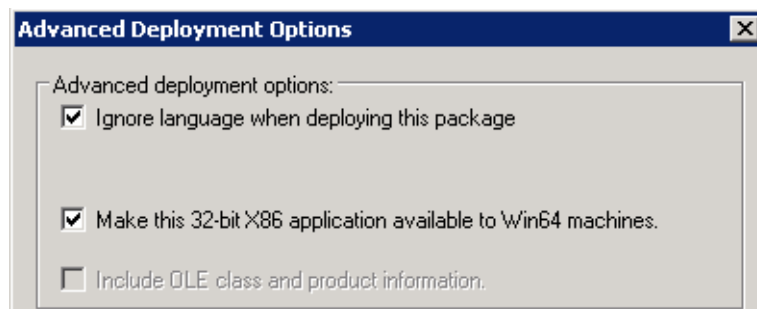 Advanced Deployment Options
Advanced deployment options:
Ignore language when deploying this package
Make this 32-bit X86 application available to Win64 machines.
Include OLE class and product information.